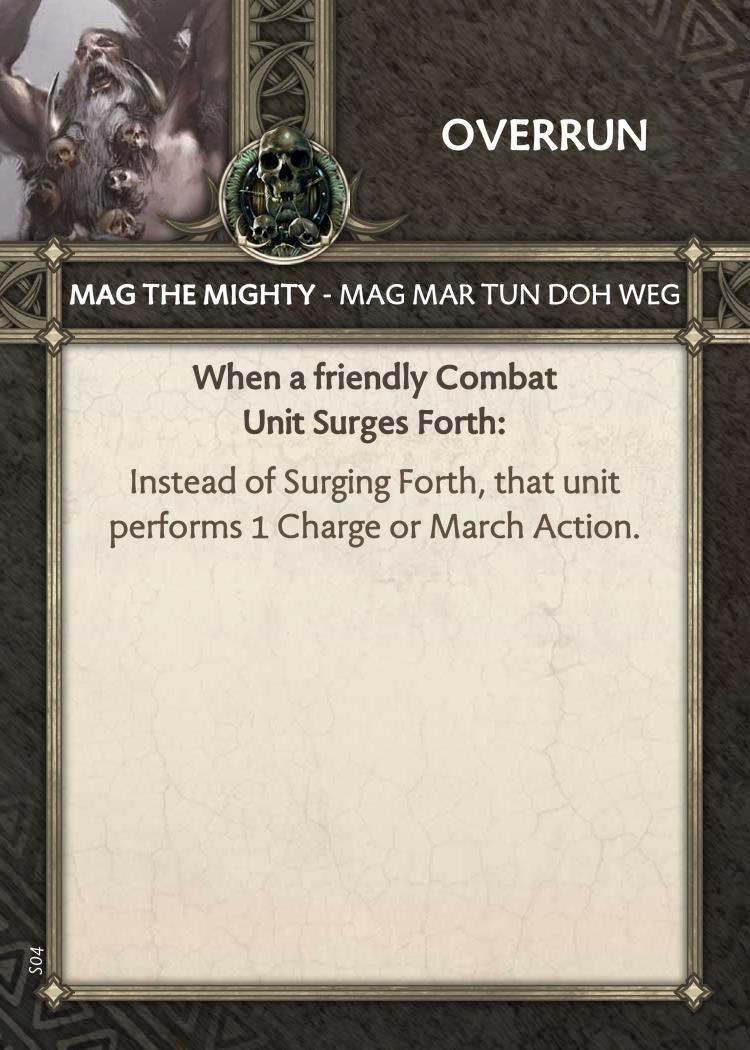 OVERRUN
MAG THE MIGHTY - MAG MAR TUN DOH WEG
When a friendly Combat
Unit Surges Forth:
Instead of Surging Forth, that unit
performs 1 Charge or March Action.
S04